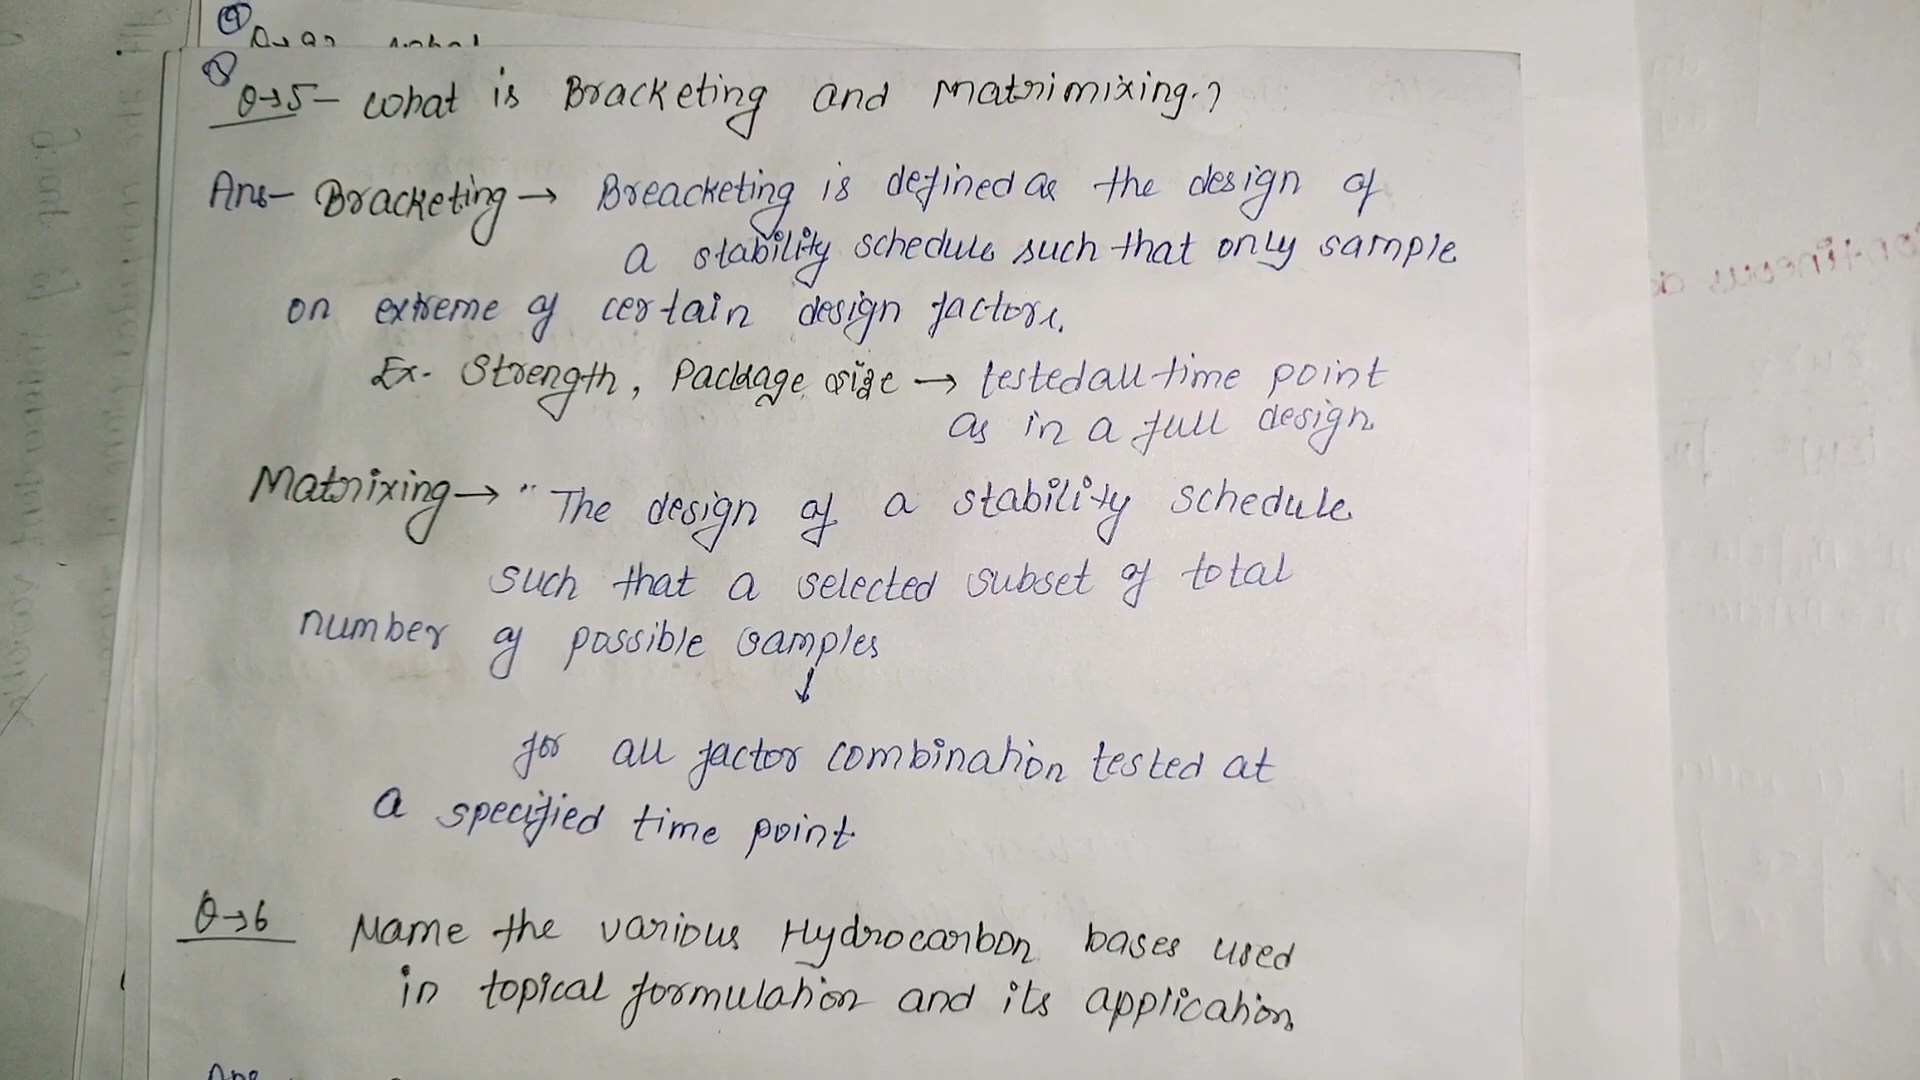 Q→5- What is Bracketing and Matrimixing.?
Ans- Bracketing → Breacketing is defined as the design of
a stability schedule such that only sample
on extreme of certain design factors.
Ex- Strength, Package size → tested all time point
as in a full design
Matrixing → " The design of a stability schedule
such that a selected subset of total
number of possible samples
↓
for all factor combination tested at
a specified time point
Q→6 Name the various Hydrocarbon bases used
in topical formulation and its application
Ans